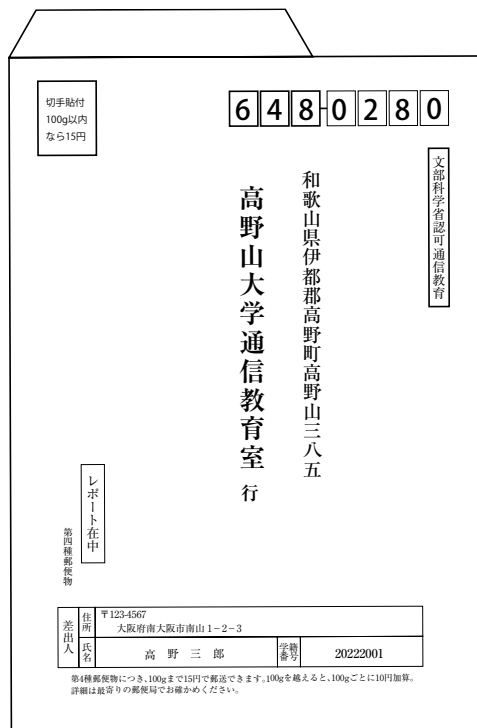 切手貼付
100g以内
なら15円
648-0280
文部科学省認可通信教育
和歌山県伊都郡高野町高野山三八五
高野山大学通信教育室 行
レポート在中
第四種郵便物
差出人
住所
〒123-4567
大阪府南大阪市南山1-2-3
氏名
高野三郎
学籍番号
20222001
第4種郵便物につき、100gまで15円で郵送できます。100gを越えると、100gごとに10円加算。
詳細は最寄りの郵便局でお確かめください。